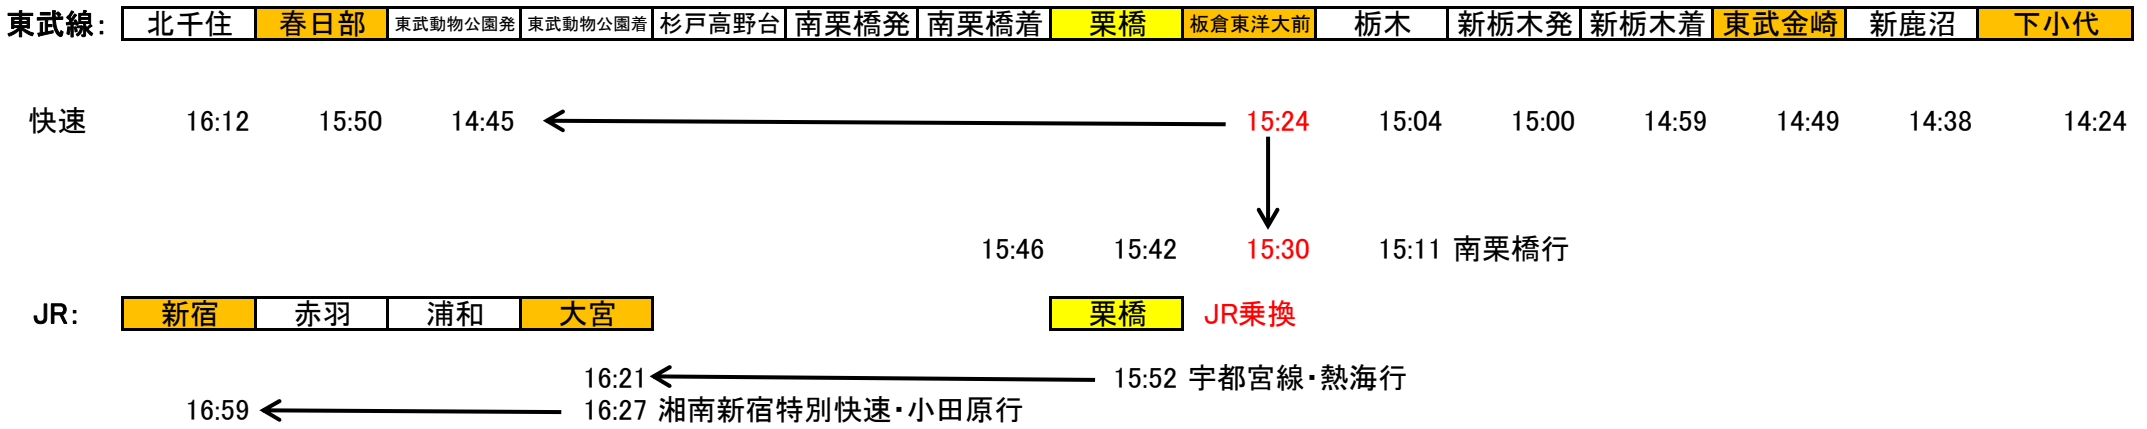 東武線： 北千住 春日部 東武動物公園発 東武動物公園着 杉戸高野台 南栗橋発 南栗橋着 栗橋 板倉東洋大前 栃木 新栃木発 新栃木着 東武金崎 新鹿沼 下小代
快速 16:12 15:50 14:45 15:24 15:04 15:00 14:59 14:49 14:38 14:24
15:46 15:42 15:30 15:11 南栗橋行
JR： 新宿 赤羽 浦和 大宮 栗橋 JR乗換
16:21 15:52 宇都宮線・熱海行
16:59 16:27 湘南新宿特別快速・小田原行